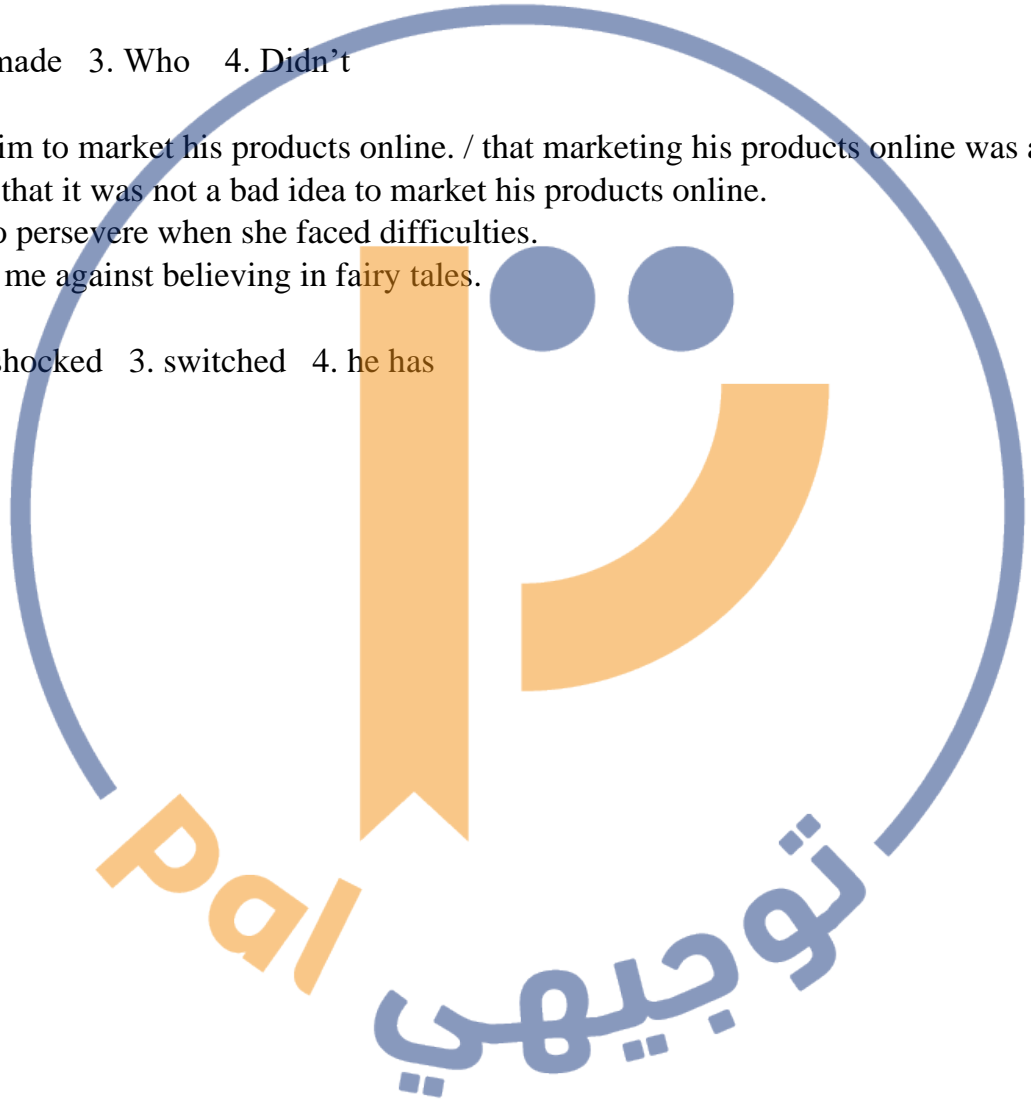 made 3. Who 4. Didn’t
im to market his products online. / that marketing his products online was a
that it was not a bad idea to market his products online.
o persevere when she faced difficulties.
me against believing in fairy tales.
shocked 3. switched 4. he has
Pal
توجيهي